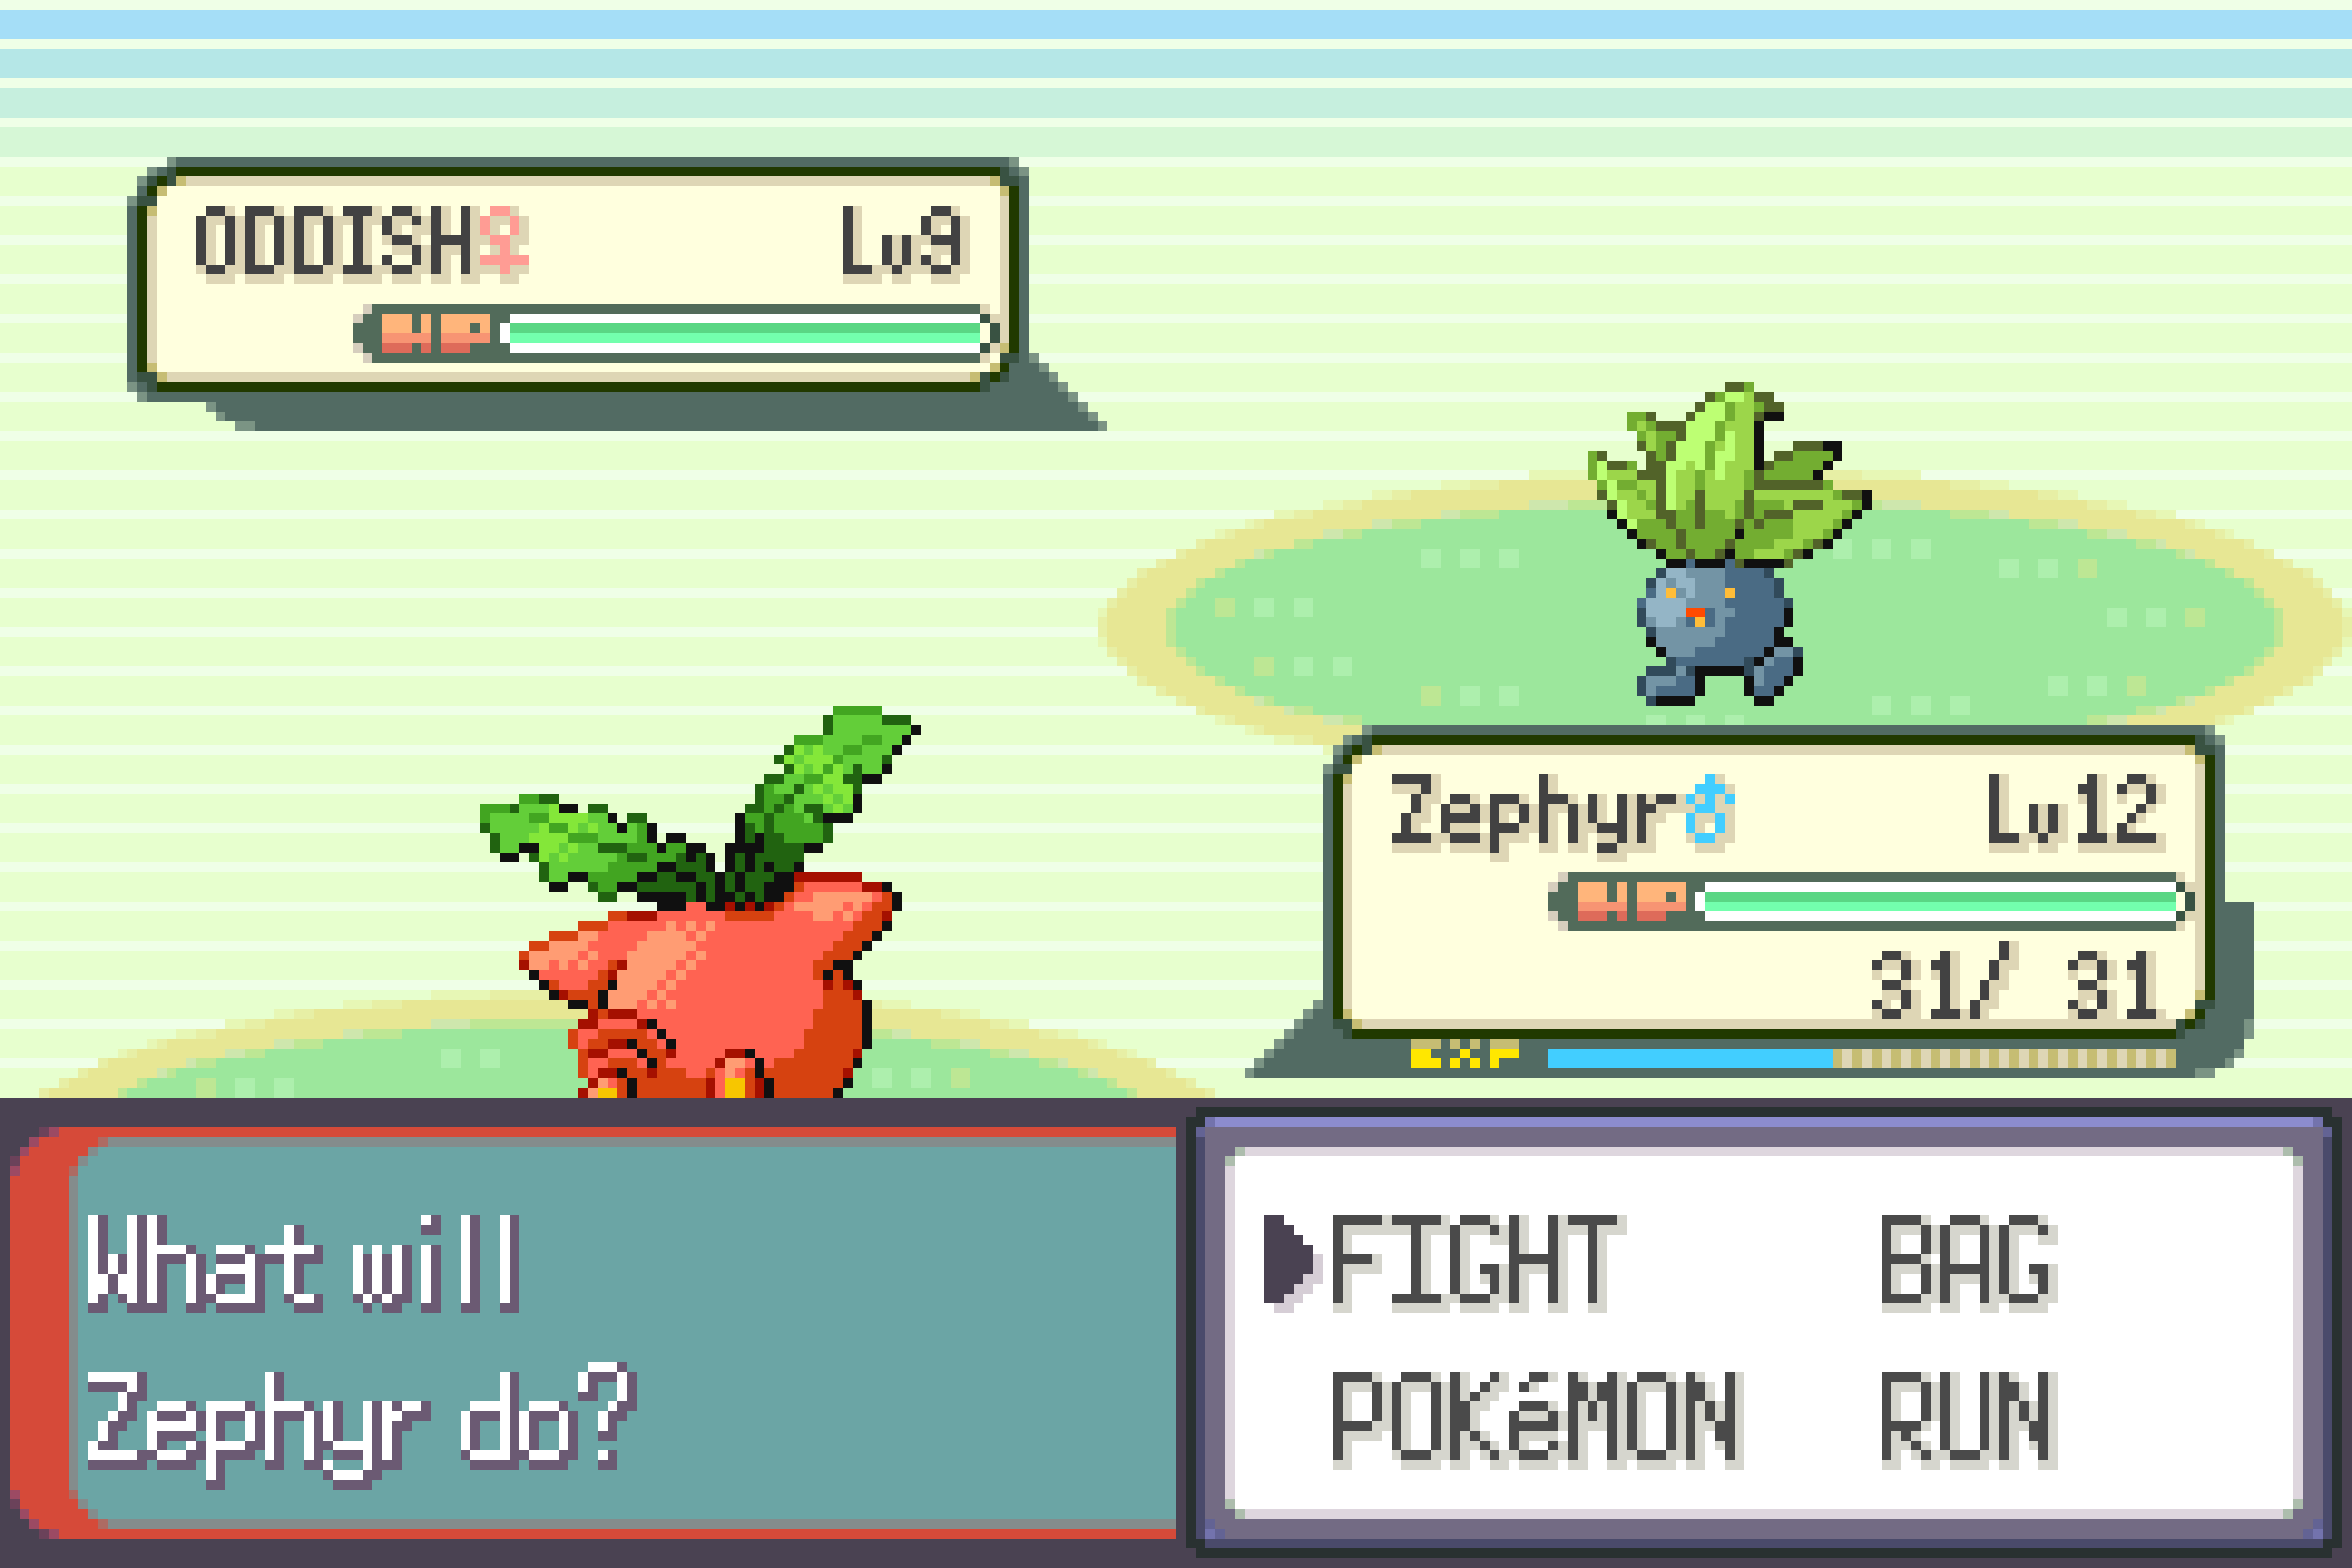 ODDISH♀ Lv9
HP
Zephyr♂ Lv12
HP
31/ 31
EXP
What will
Zephyr do?
▶FIGHT BAG
POKéMON RUN